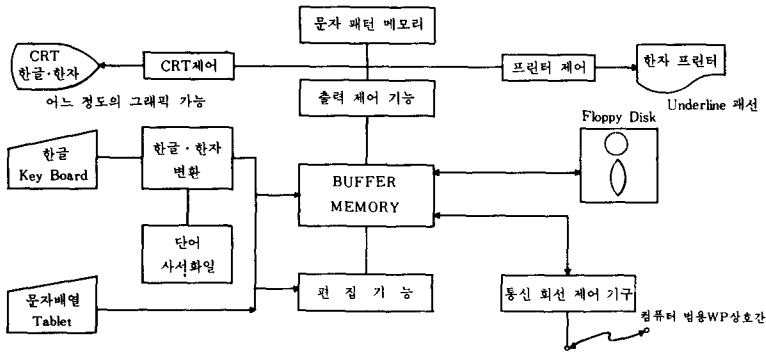 문자 패턴 메모리
CRT
한글·한자
CRT제어
프린터 제어
한자 프린터
어느 정도의 그래픽 가능
출력 제어 기능
Underline 괘선
Floppy Disk
한글
Key Board
한글·한자
변환
BUFFER
MEMORY
단어
사서화일
문자배열
Tablet
편 집 기 능
통신 회선 제어 기구
컴퓨터 범용WP상호간